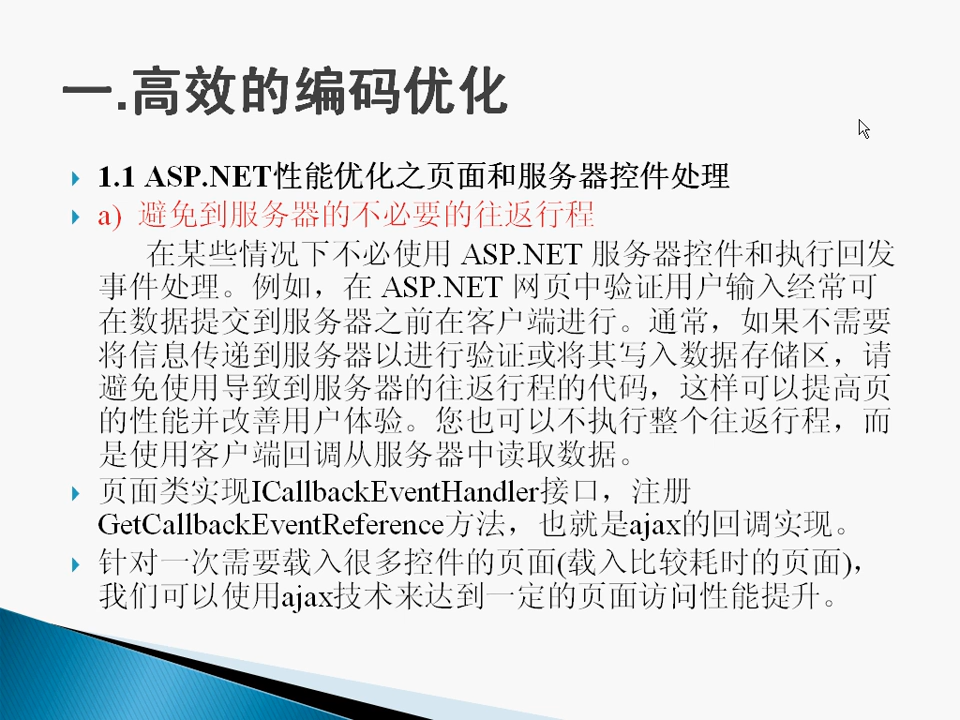 一.高效的编码优化
1.1 ASP.NET性能优化之页面和服务器控件处理
a) 避免到服务器的不必要的往返行程
在某些情况下不必使用 ASP.NET 服务器控件和执行回发
事件处理。例如，在 ASP.NET 网页中验证用户输入经常可
在数据提交到服务器之前在客户端进行。通常，如果不需要
将信息传递到服务器以进行验证或将其写入数据存储区，请
避免使用导致到服务器的往返行程的代码，这样可以提高页
的性能并改善用户体验。您也可以不执行整个往返行程，而
是使用客户端回调从服务器中读取数据。
页面类实现ICallbackEventHandler接口，注册
GetCallbackEventReference方法，也就是ajax的回调实现。
针对一次需要载入很多控件的页面(载入比较耗时的页面)，
我们可以使用ajax技术来达到一定的页面访问性能提升。